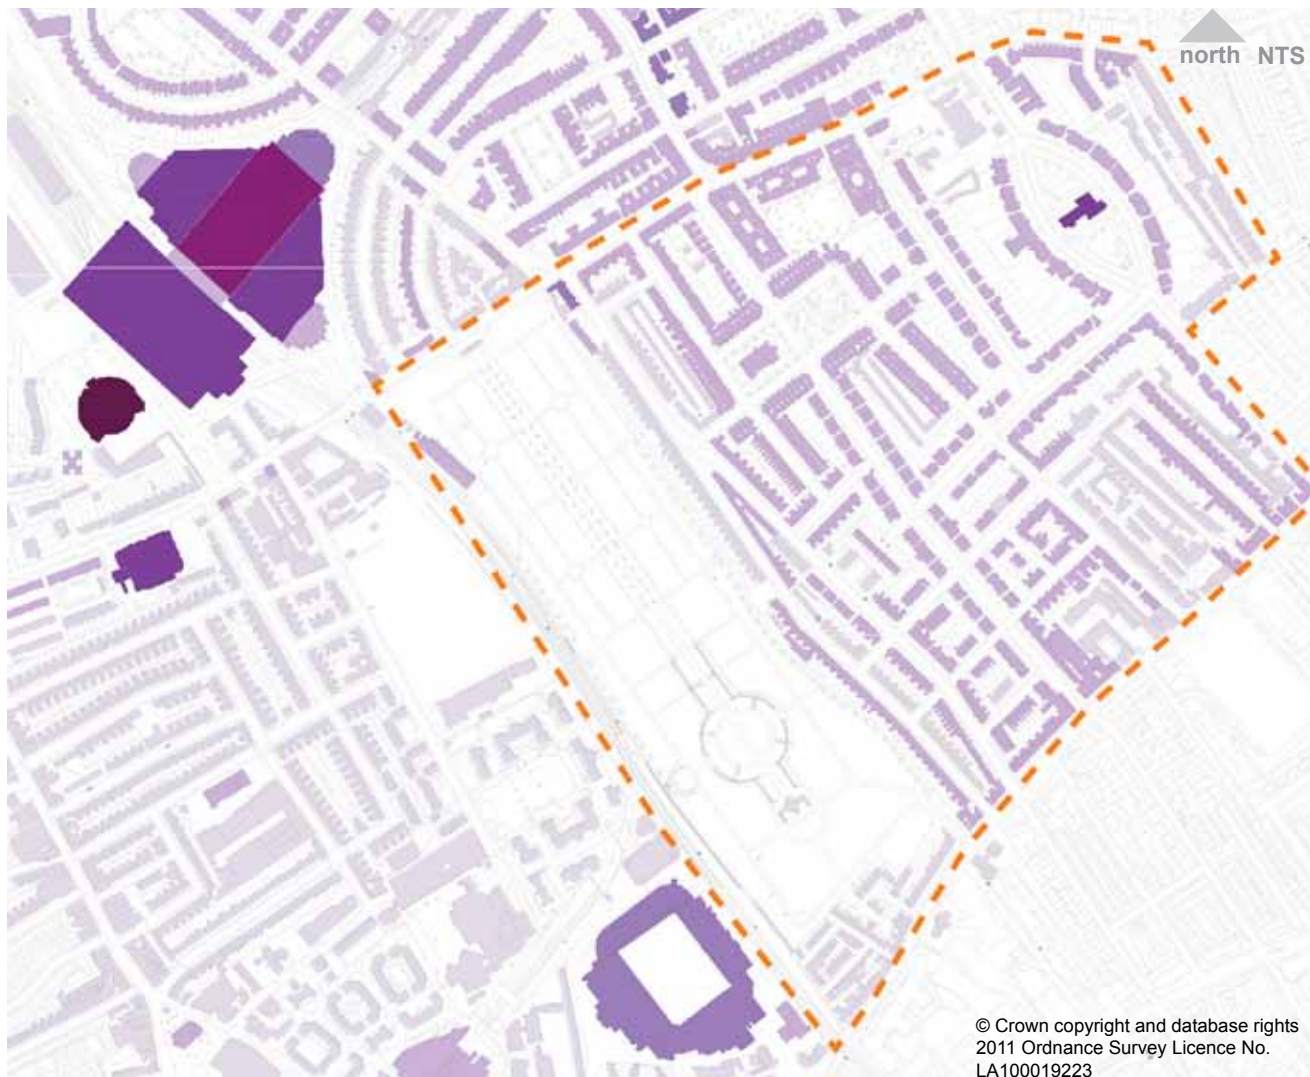 north NTS
© Crown copyright and database rights
2011 Ordnance Survey Licence No.
LA100019223